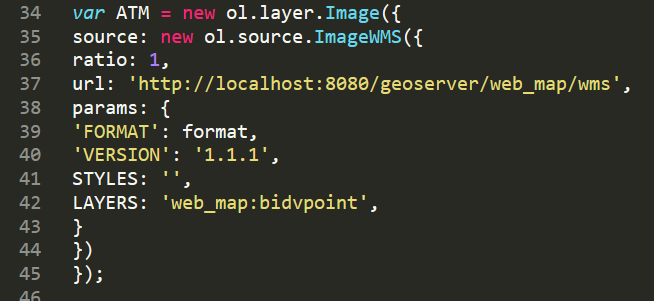 34 var ATM = new ol.layer.Image({
35 source: new ol.source.ImageWMS({
36 ratio: 1,
37 url: 'http://localhost:8080/geoserver/web_map/wms',
38 params: {
39 'FORMAT': format,
40 'VERSION': '1.1.1',
41 STYLES: '',
42 LAYERS: 'web_map:bidvpoint',
43 }
44 })
45 });
46